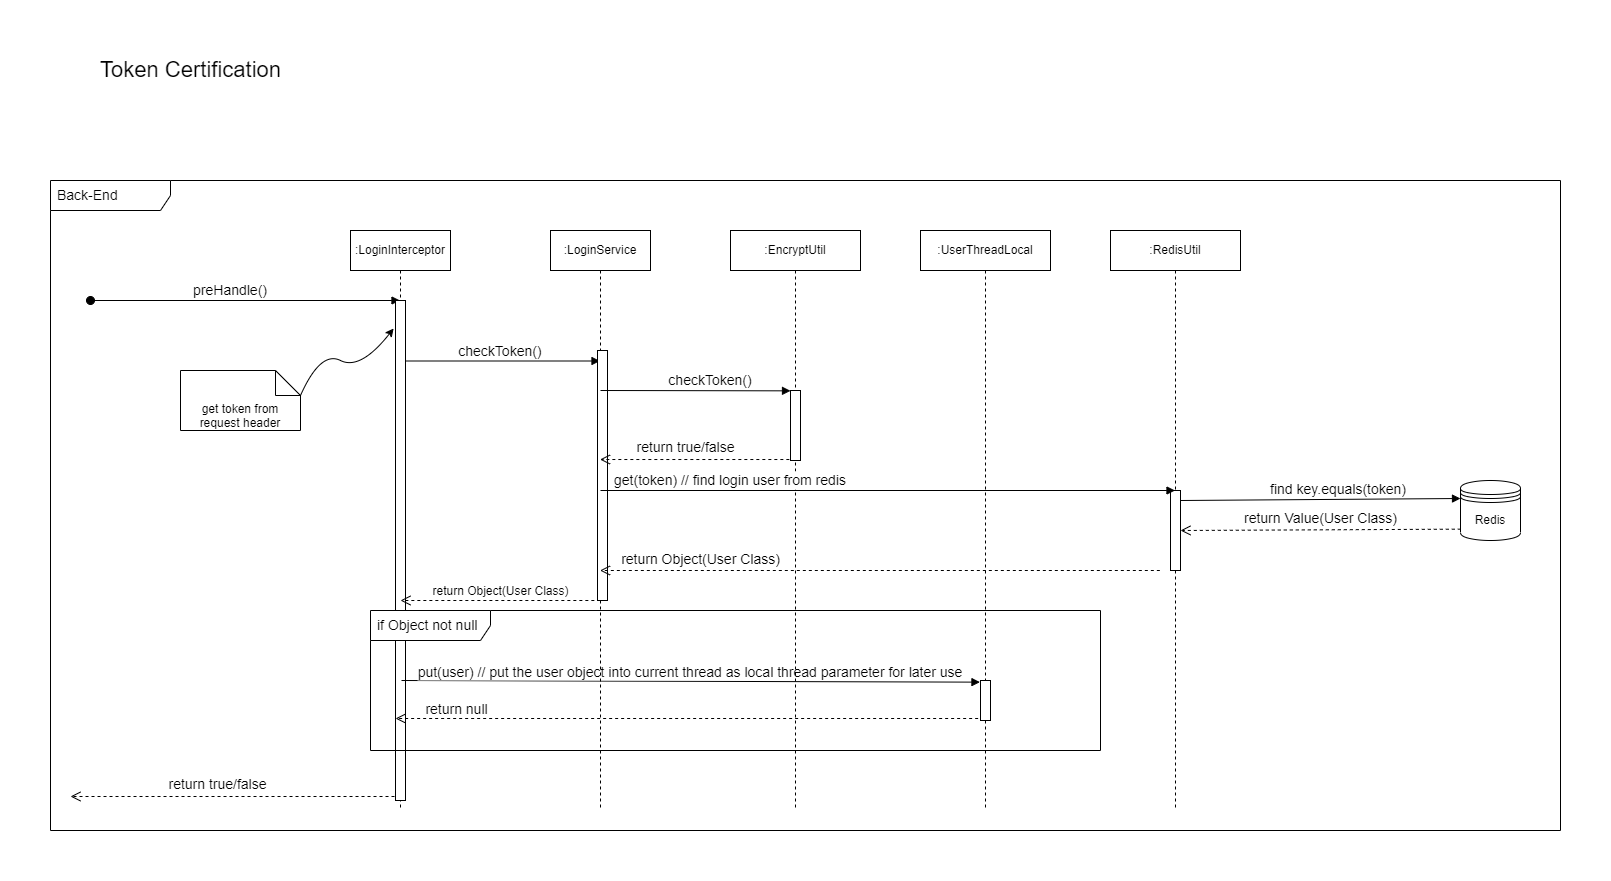 Token Certification
Back-End
:LoginInterceptor
:LoginService
:EncryptUtil
:UserThreadLocal
:RedisUtil
preHandle()
checkToken()
checkToken()
get token from
request header
return true/false
get(token) // find login user from redis
find key.equals(token)
return Value(User Class)
Redis
return Object(User Class)
return Object(User Class)
if Object not null
put(user) // put the user object into current thread as local thread parameter for later use
return null
return true/false